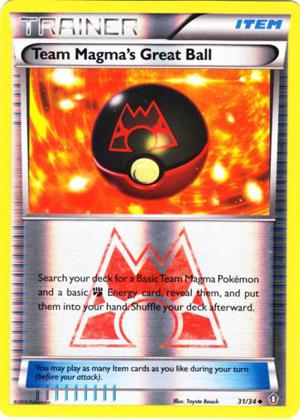 TRAINER ITEM
Team Magma's Great Ball
Search your deck for a Basic Team Magma Pokémon
and a basic Energy card, reveal them, and put
them into your hand. Shuffle your deck afterward.
You may play as many Item cards as you like during your turn
(before your attack).
©2015 Pokémon Illus. Toyste Beach 31/34